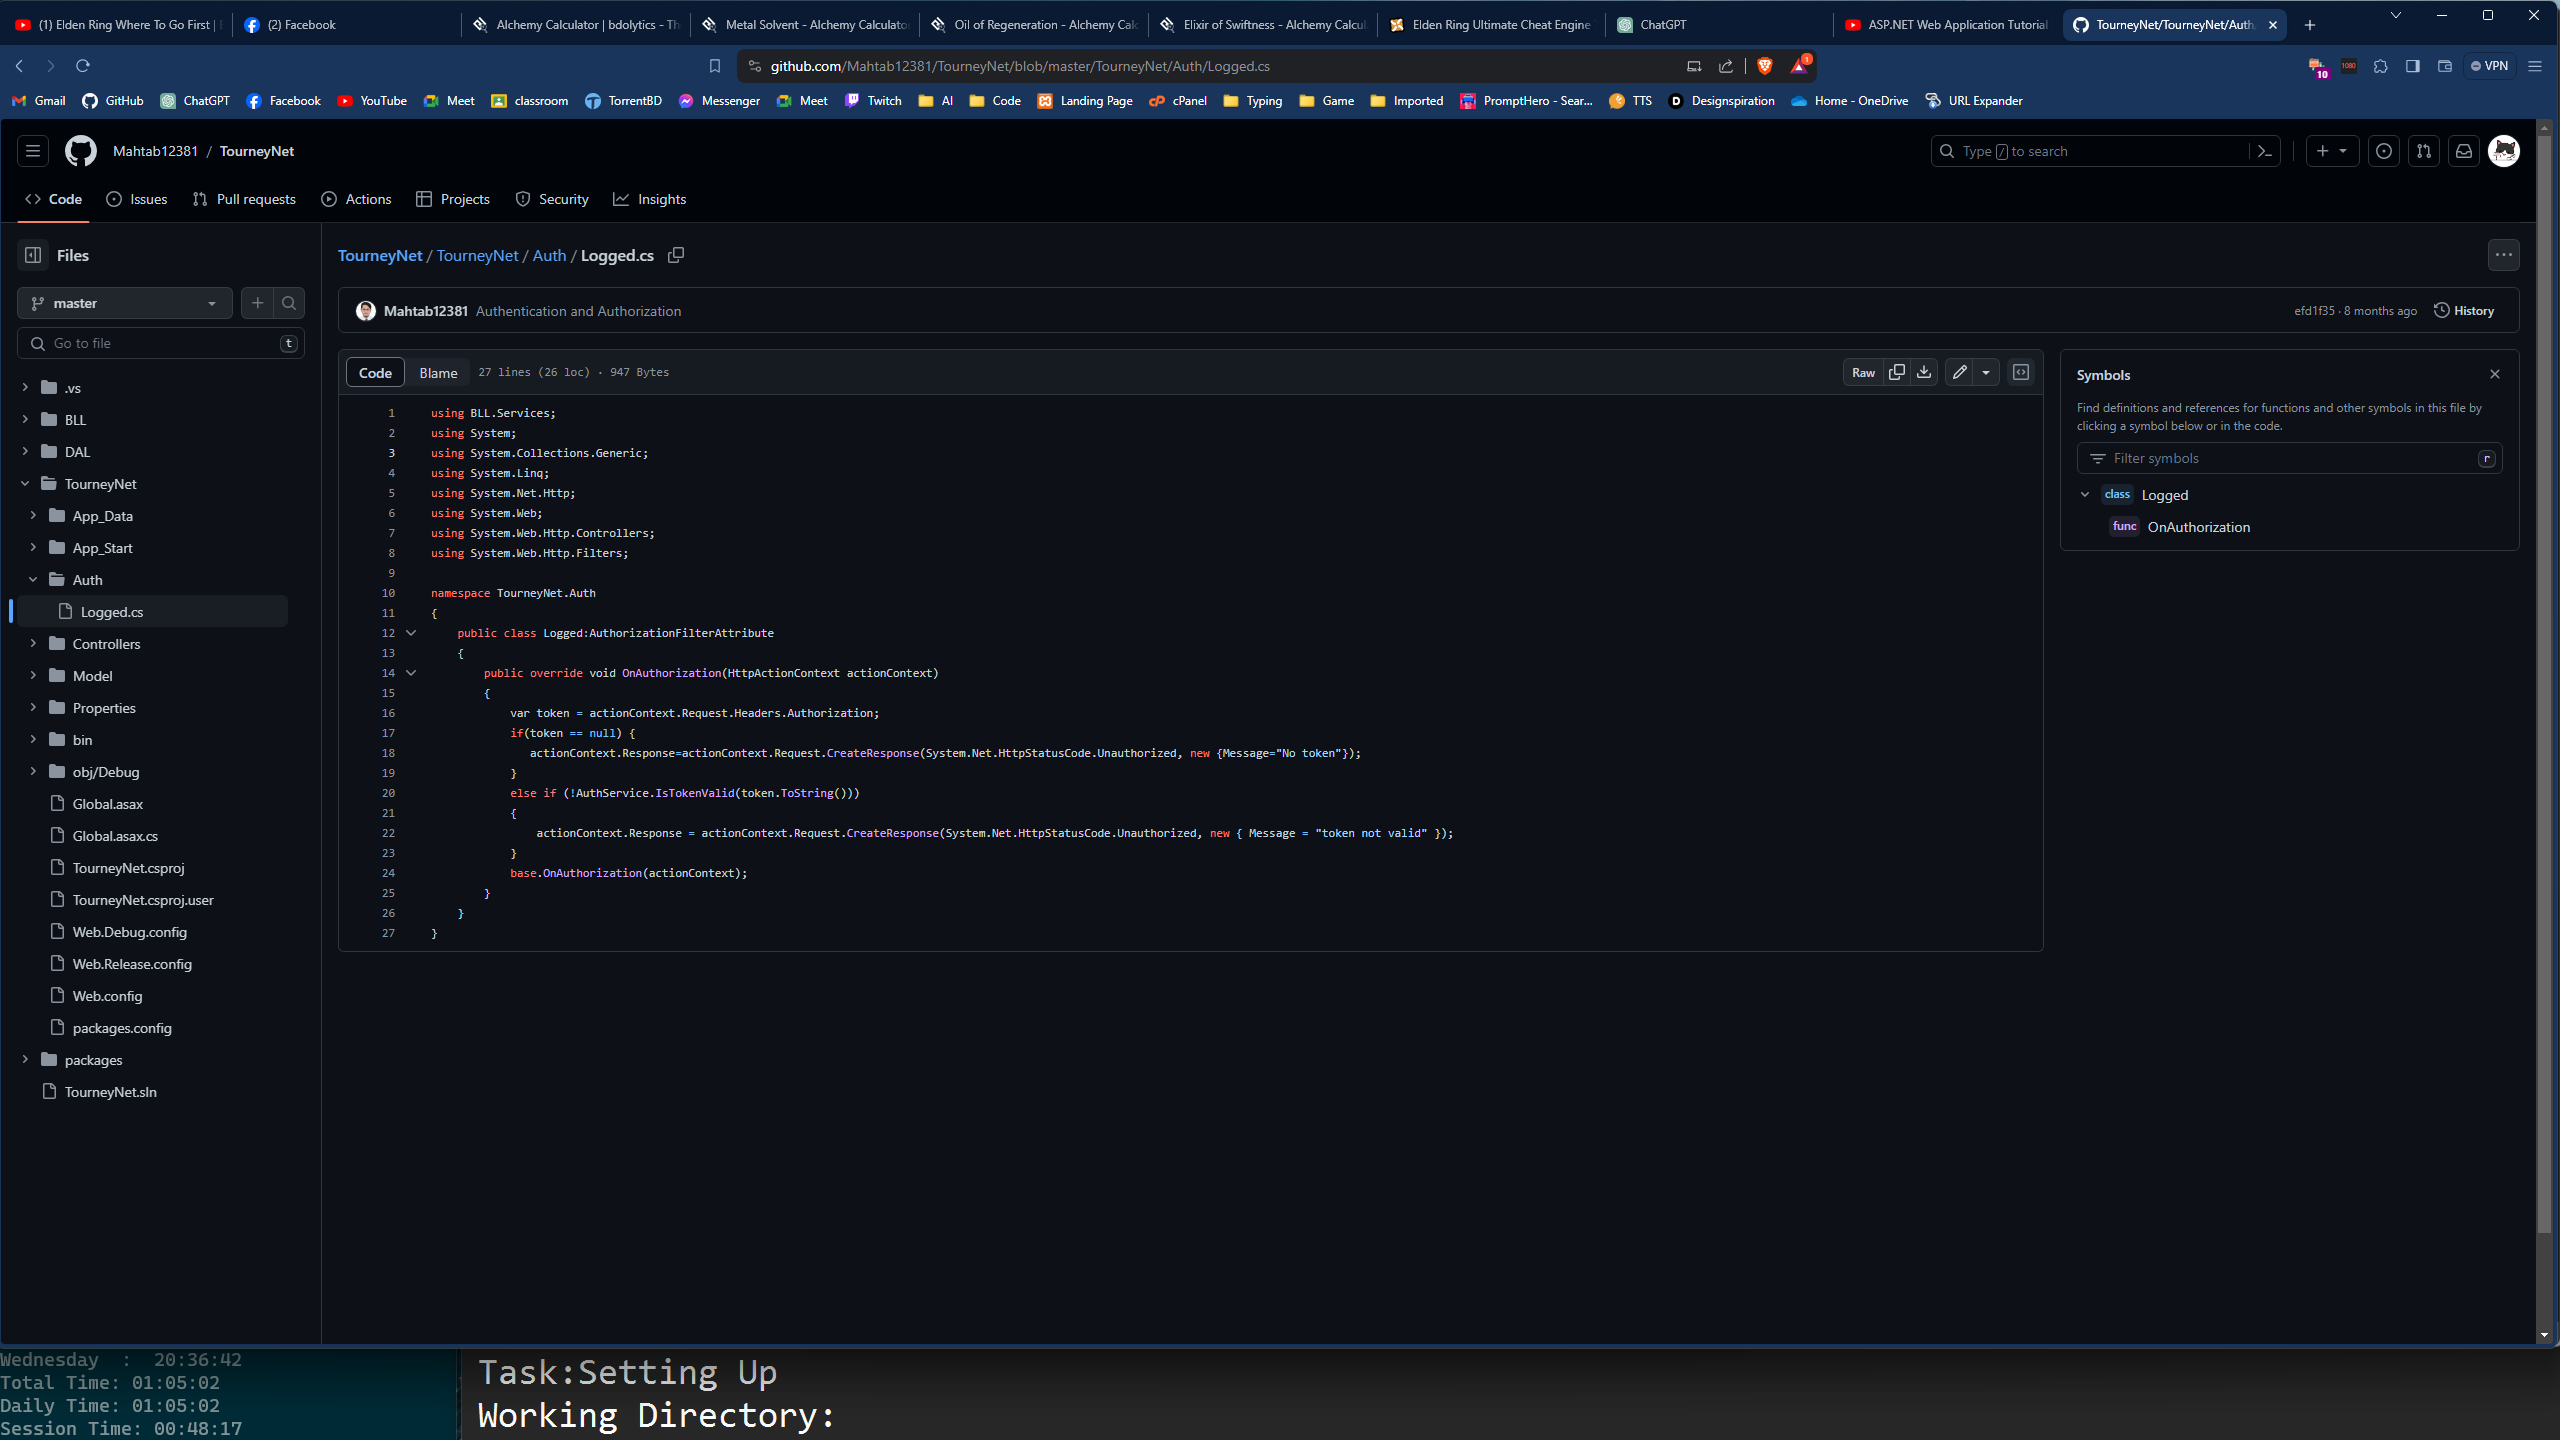 (1) Elden Ring Where To Go First |
(2) Facebook
Alchemy Calculator | bdolytics - Th
Metal Solvent - Alchemy Calculator
Oil of Regeneration - Alchemy Calc
Elixir of Swiftness - Alchemy Calcul
Elden Ring Ultimate Cheat Engine
ChatGPT
ASP.NET Web Application Tutorial
TourneyNet/TourneyNet/Auth
github.com/Mahtab12381/TourneyNet/blob/master/TourneyNet/Auth/Logged.cs
1
10
1080
VPN
Gmail
GitHub
ChatGPT
Facebook
YouTube
Meet
classroom
TorrentBD
Messenger
Meet
Twitch
AI
Code
Landing Page
cPanel
Typing
Game
Imported
PromptHero - Sear...
TTS
Designspiration
Home - OneDrive
URL Expander
Mahtab12381 / TourneyNet
Type / to search
Code
Issues
Pull requests
Actions
Projects
Security
Insights
Files
master
Go to file
t
.vs
BLL
DAL
TourneyNet
App_Data
App_Start
Auth
Logged.cs
Controllers
Model
Properties
bin
obj/Debug
Global.asax
Global.asax.cs
TourneyNet.csproj
TourneyNet.csproj.user
Web.Debug.config
Web.Release.config
Web.config
packages.config
packages
TourneyNet.sln
TourneyNet / TourneyNet / Auth / Logged.cs
Mahtab12381 Authentication and Authorization
efd1f35 · 8 months ago
History
Code
Blame
27 lines (26 loc) · 947 Bytes
Raw
1 using BLL.Services;
2 using System;
3 using System.Collections.Generic;
4 using System.Linq;
5 using System.Net.Http;
6 using System.Web;
7 using System.Web.Http.Controllers;
8 using System.Web.Http.Filters;
9
10 namespace TourneyNet.Auth
11 {
12 public class Logged:AuthorizationFilterAttribute
13 {
14 public override void OnAuthorization(HttpActionContext actionContext)
15 {
16 var token = actionContext.Request.Headers.Authorization;
17 if(token == null) {
18 actionContext.Response=actionContext.Request.CreateResponse(System.Net.HttpStatusCode.Unauthorized, new {Message="No token"});
19 }
20 else if (!AuthService.IsTokenValid(token.ToString()))
21 {
22 actionContext.Response = actionContext.Request.CreateResponse(System.Net.HttpStatusCode.Unauthorized, new { Message = "token not valid" });
23 }
24 base.OnAuthorization(actionContext);
25 }
26 }
27 }
Symbols
Find definitions and references for functions and other symbols in this file by
clicking a symbol below or in the code.
Filter symbols
r
class Logged
func OnAuthorization
Wednesday : 20:36:42
Total Time: 01:05:02
Daily Time: 01:05:02
Session Time: 00:48:17
Task:Setting Up
Working Directory: